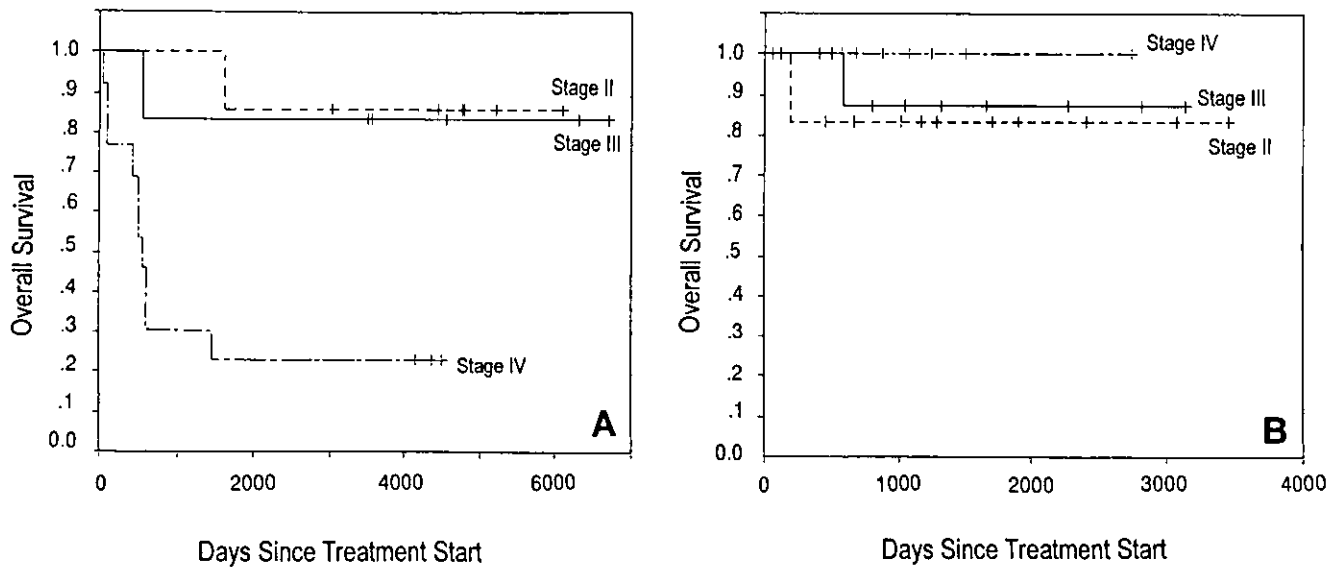 1.0
.9
.8
.7
.6
.5
.4
.3
.2
.1
0.0
Overall Survival
Stage II
Stage III
Stage IV
A
0 2000 4000 6000
Days Since Treatment Start
1.0
.9
.8
.7
.6
.5
.4
.3
.2
.1
0.0
Overall Survival
Stage IV
Stage III
Stage II
B
0 1000 2000 3000 4000
Days Since Treatment Start